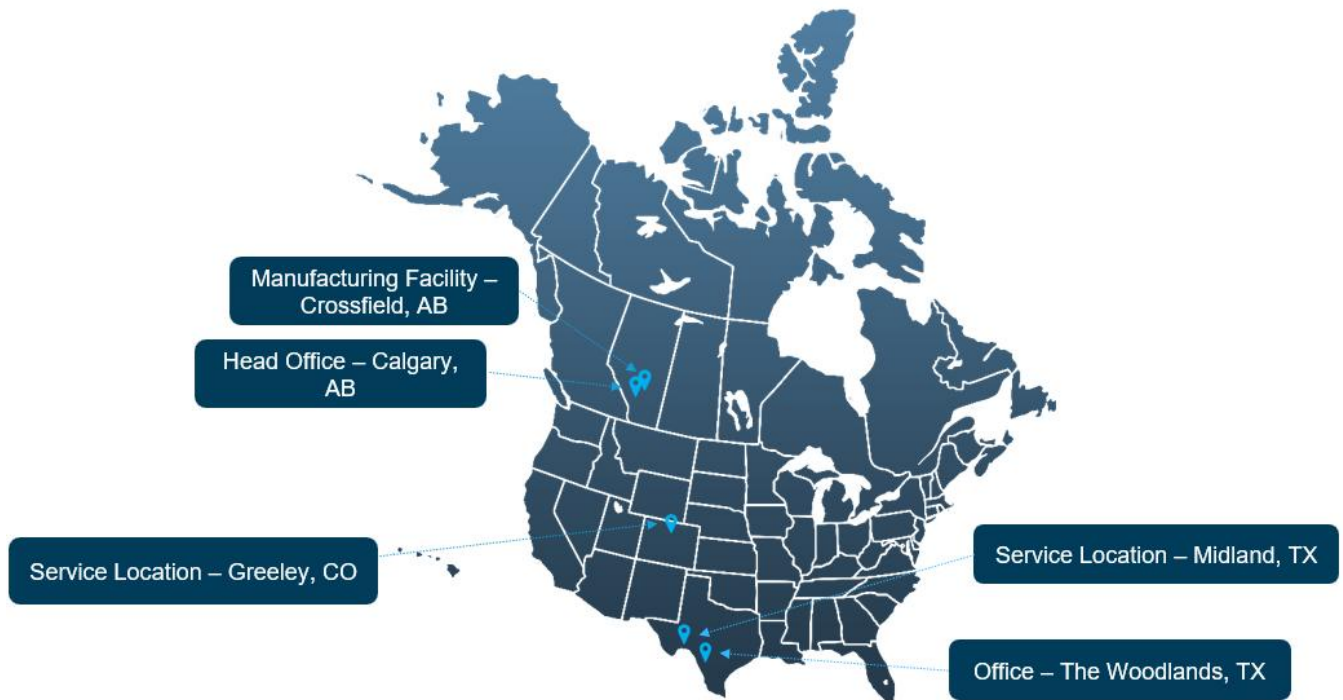 Manufacturing Facility –
Crossfield, AB
Head Office – Calgary,
AB
Service Location – Greeley, CO
Service Location – Midland, TX
Office – The Woodlands, TX